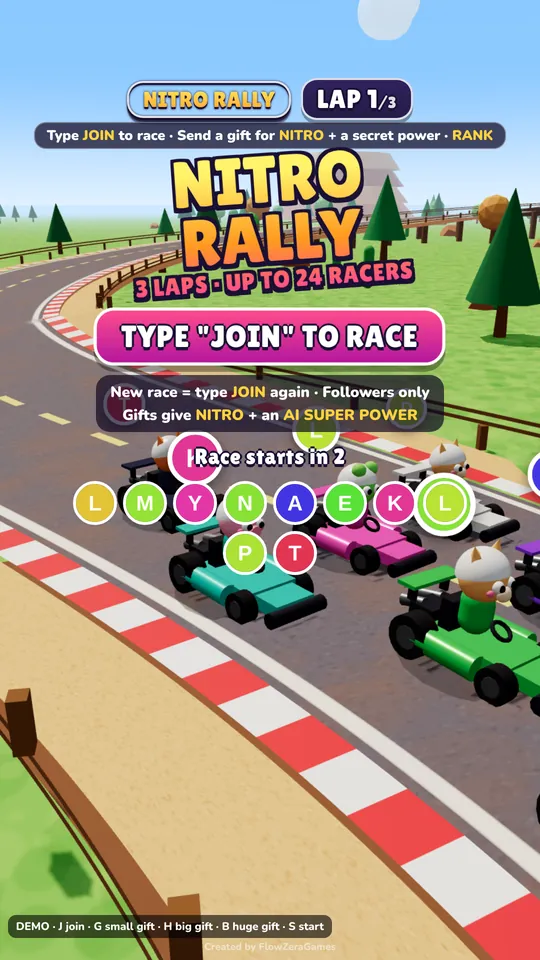 NITRO RALLY
LAP 1/3
Type JOIN to race · Send a gift for NITRO + a secret power · RANK
NITRO
RALLY
3 LAPS · UP TO 24 RACERS
TYPE "JOIN" TO RACE
New race = type JOIN again · Followers only
Gifts give NITRO + an AI SUPER POWER
L
Race starts in 2
L M Y N A E K L
P T
DEMO · J join · G small gift · H big gift · B huge gift · S start
Created by FlowZeraGames